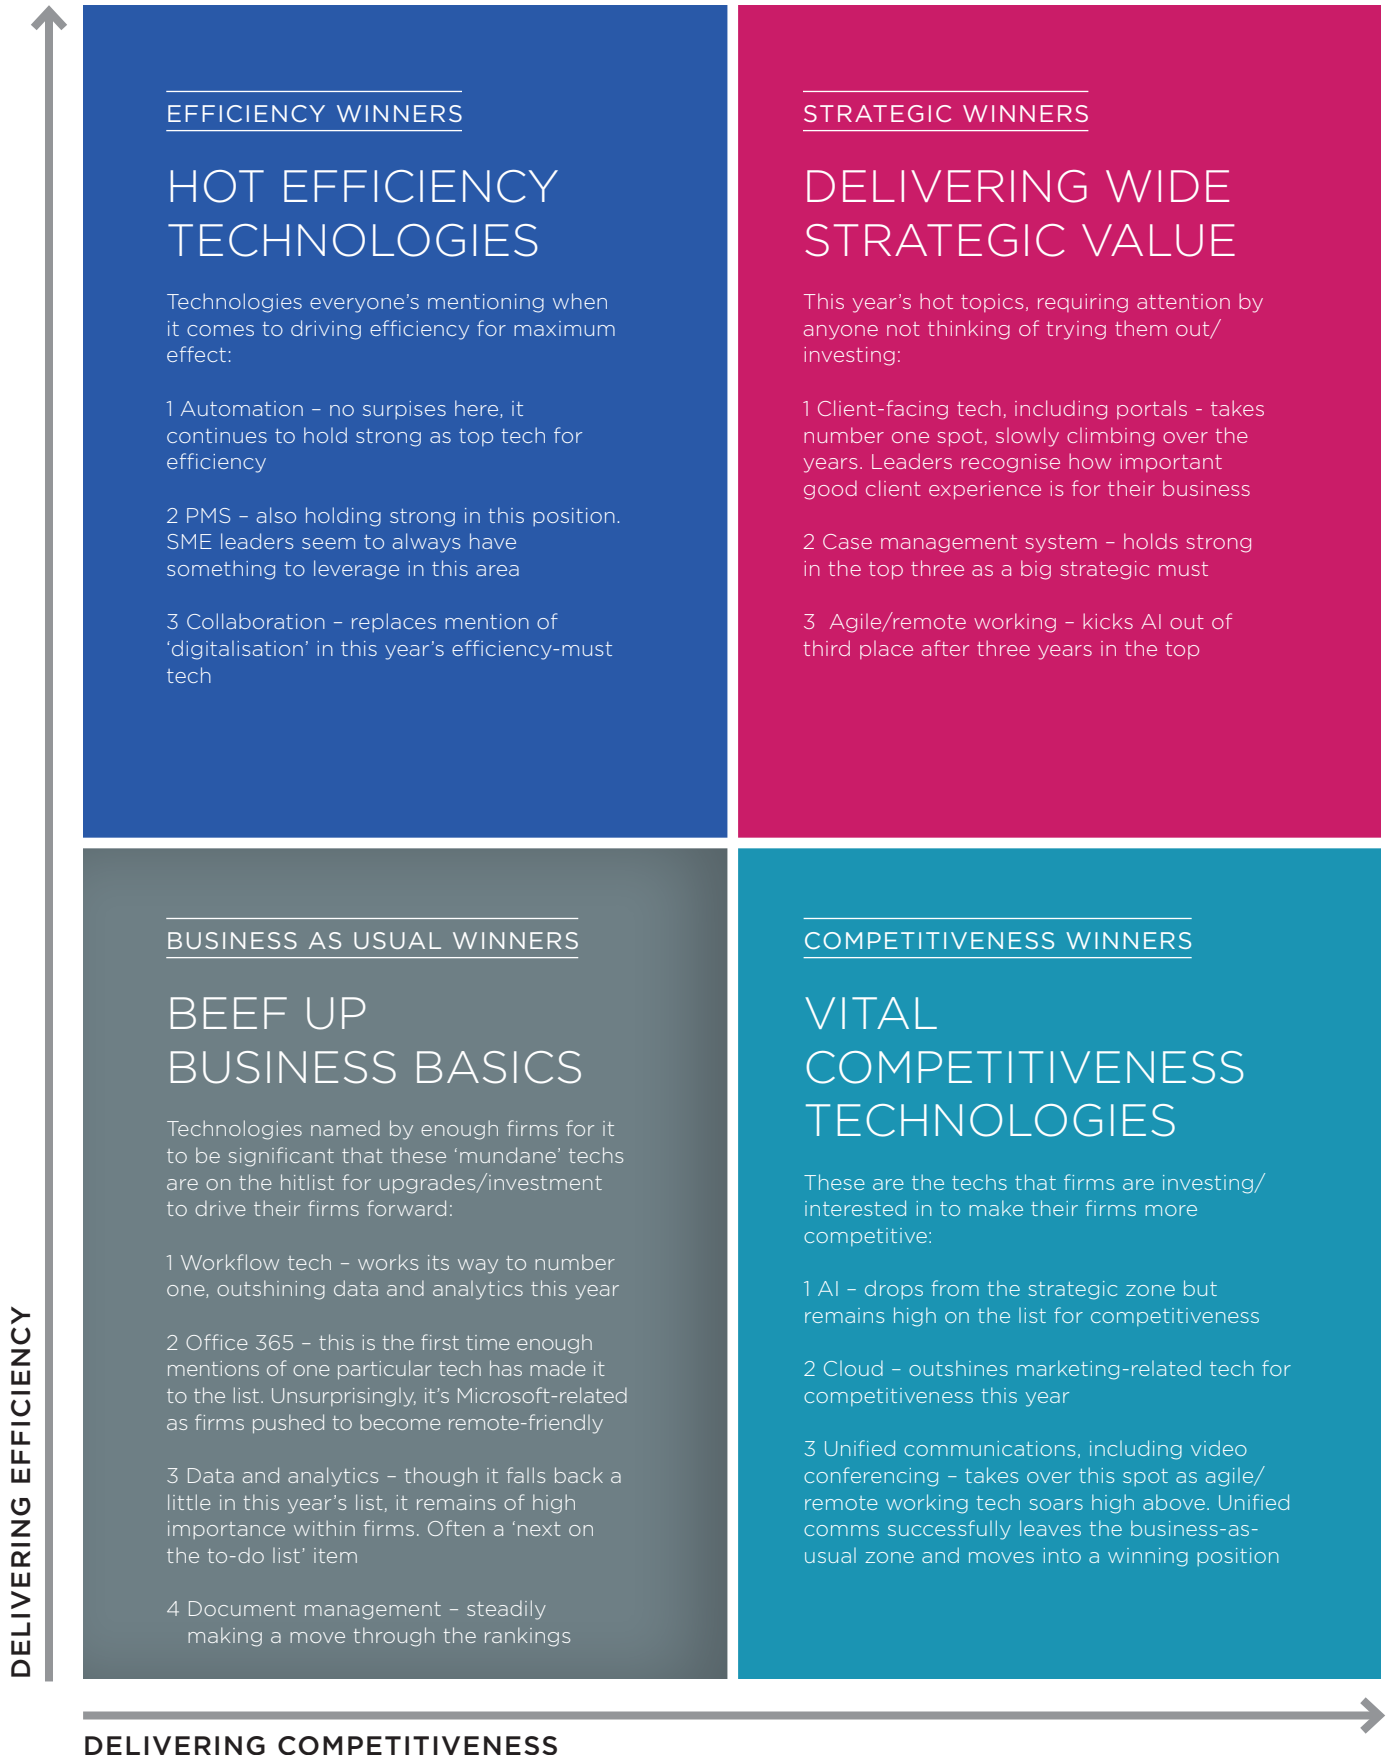 EFFICIENCY WINNERS
HOT EFFICIENCY
TECHNOLOGIES
Technologies everyone’s mentioning when
it comes to driving efficiency for maximum
effect:
1 Automation – no surpises here, it
continues to hold strong as top tech for
efficiency
2 PMS – also holding strong in this position.
SME leaders seem to always have
something to leverage in this area
3 Collaboration – replaces mention of
‘digitalisation’ in this year’s efficiency-must
tech
STRATEGIC WINNERS
DELIVERING WIDE
STRATEGIC VALUE
This year’s hot topics, requiring attention by
anyone not thinking of trying them out/
investing:
1 Client-facing tech, including portals - takes
number one spot, slowly climbing over the
years. Leaders recognise how important
good client experience is for their business
2 Case management system – holds strong
in the top three as a big strategic must
3 Agile/remote working – kicks AI out of
third place after three years in the top
BUSINESS AS USUAL WINNERS
BEEF UP
BUSINESS BASICS
Technologies named by enough firms for it
to be significant that these ‘mundane’ techs
are on the hitlist for upgrades/investment
to drive their firms forward:
1 Workflow tech – works its way to number
one, outshining data and analytics this year
2 Office 365 – this is the first time enough
mentions of one particular tech has made it
to the list. Unsurprisingly, it’s Microsoft-related
as firms pushed to become remote-friendly
3 Data and analytics – though it falls back a
little in this year’s list, it remains of high
importance within firms. Often a ‘next on
the to-do list’ item
4 Document management – steadily
making a move through the rankings
COMPETITIVENESS WINNERS
VITAL
COMPETITIVENESS
TECHNOLOGIES
These are the techs that firms are investing/
interested in to make their firms more
competitive:
1 AI – drops from the strategic zone but
remains high on the list for competitiveness
2 Cloud – outshines marketing-related tech for
competitiveness this year
3 Unified communications, including video
conferencing – takes over this spot as agile/
remote working tech soars high above. Unified
comms successfully leaves the business-as-
usual zone and moves into a winning position
DELIVERING EFFICIENCY
DELIVERING COMPETITIVENESS